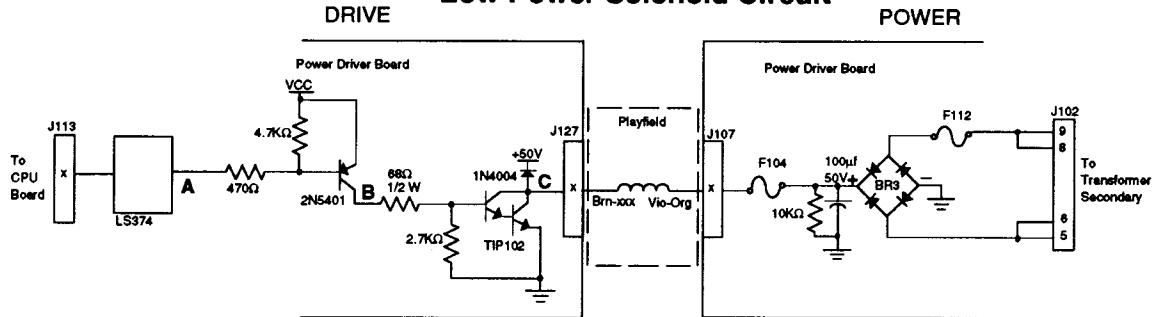 Low Power Solenoid Circuit
DRIVE
POWER
Power Driver Board
Power Driver Board
VCC
J113
4.7KΩ
J127
Playfield
J107
F112
J102
To
CPU
Board
x
LS374
A
470Ω
2N5401
B
68Ω
1/2 W
1N4004
+50V
C
x
Brn-xxx
Vio-Org
x
F104
100µf
50V+
BR3
–
9
8
6
5
To
Transformer
Secondary
10KΩ
2.7KΩ
TIP102